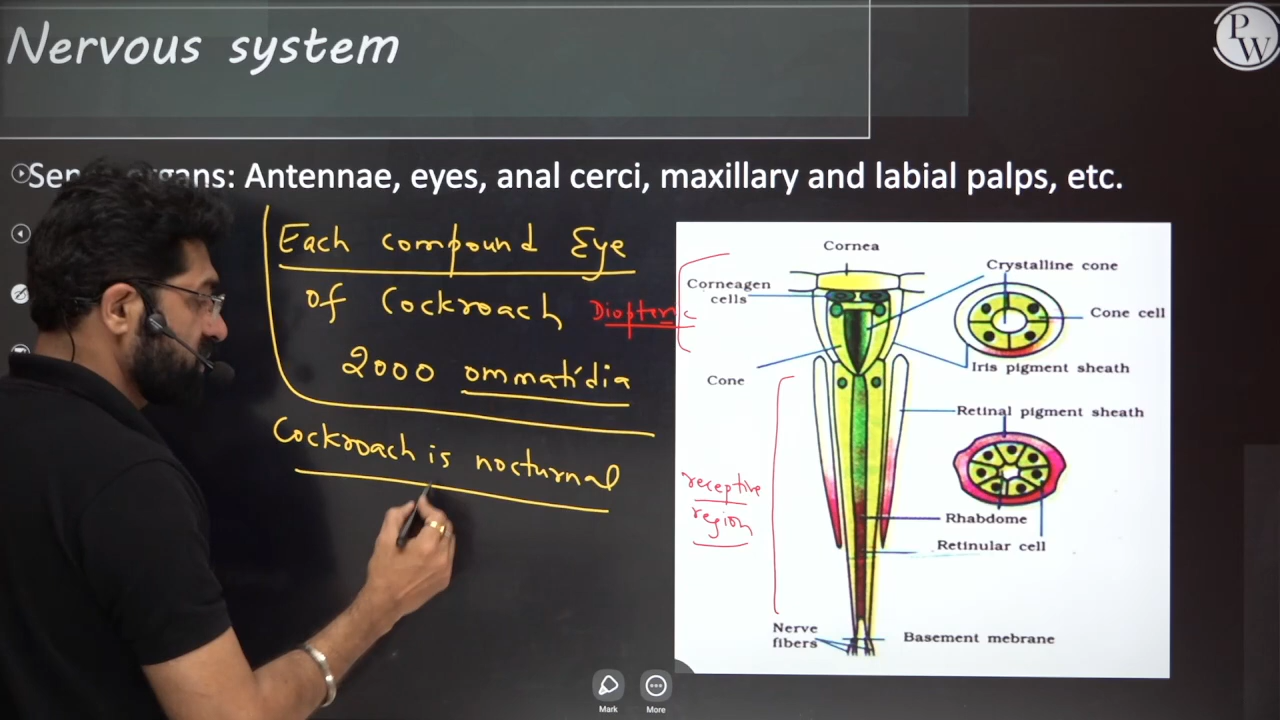 Nervous system
PW
organs: Antennae, eyes, anal cerci, maxillary and labial palps, etc.
Each compound Eye
of Cockroach
2000 ommatidia
Cockroach is nocturnal
Dioptric
receptive
region
Cornea
Corneagen
cells
Cone
Crystalline cone
Cone cell
Iris pigment sheath
Retinal pigment sheath
Rhabdome
Retinular cell
Nerve
fibers
Basement mebrane
Mark
More